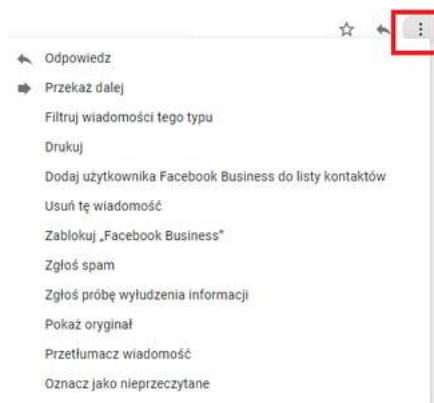 Odpowiedz
Przekaż dalej
Filtruj wiadomości tego typu
Drukuj
Dodaj użytkownika Facebook Business do listy kontaktów
Usuń tę wiadomość
Zablokuj „Facebook Business”
Zgłoś spam
Zgłoś próbę wyłudzenia informacji
Pokaż oryginał
Przetłumacz wiadomość
Oznacz jako nieprzeczytane